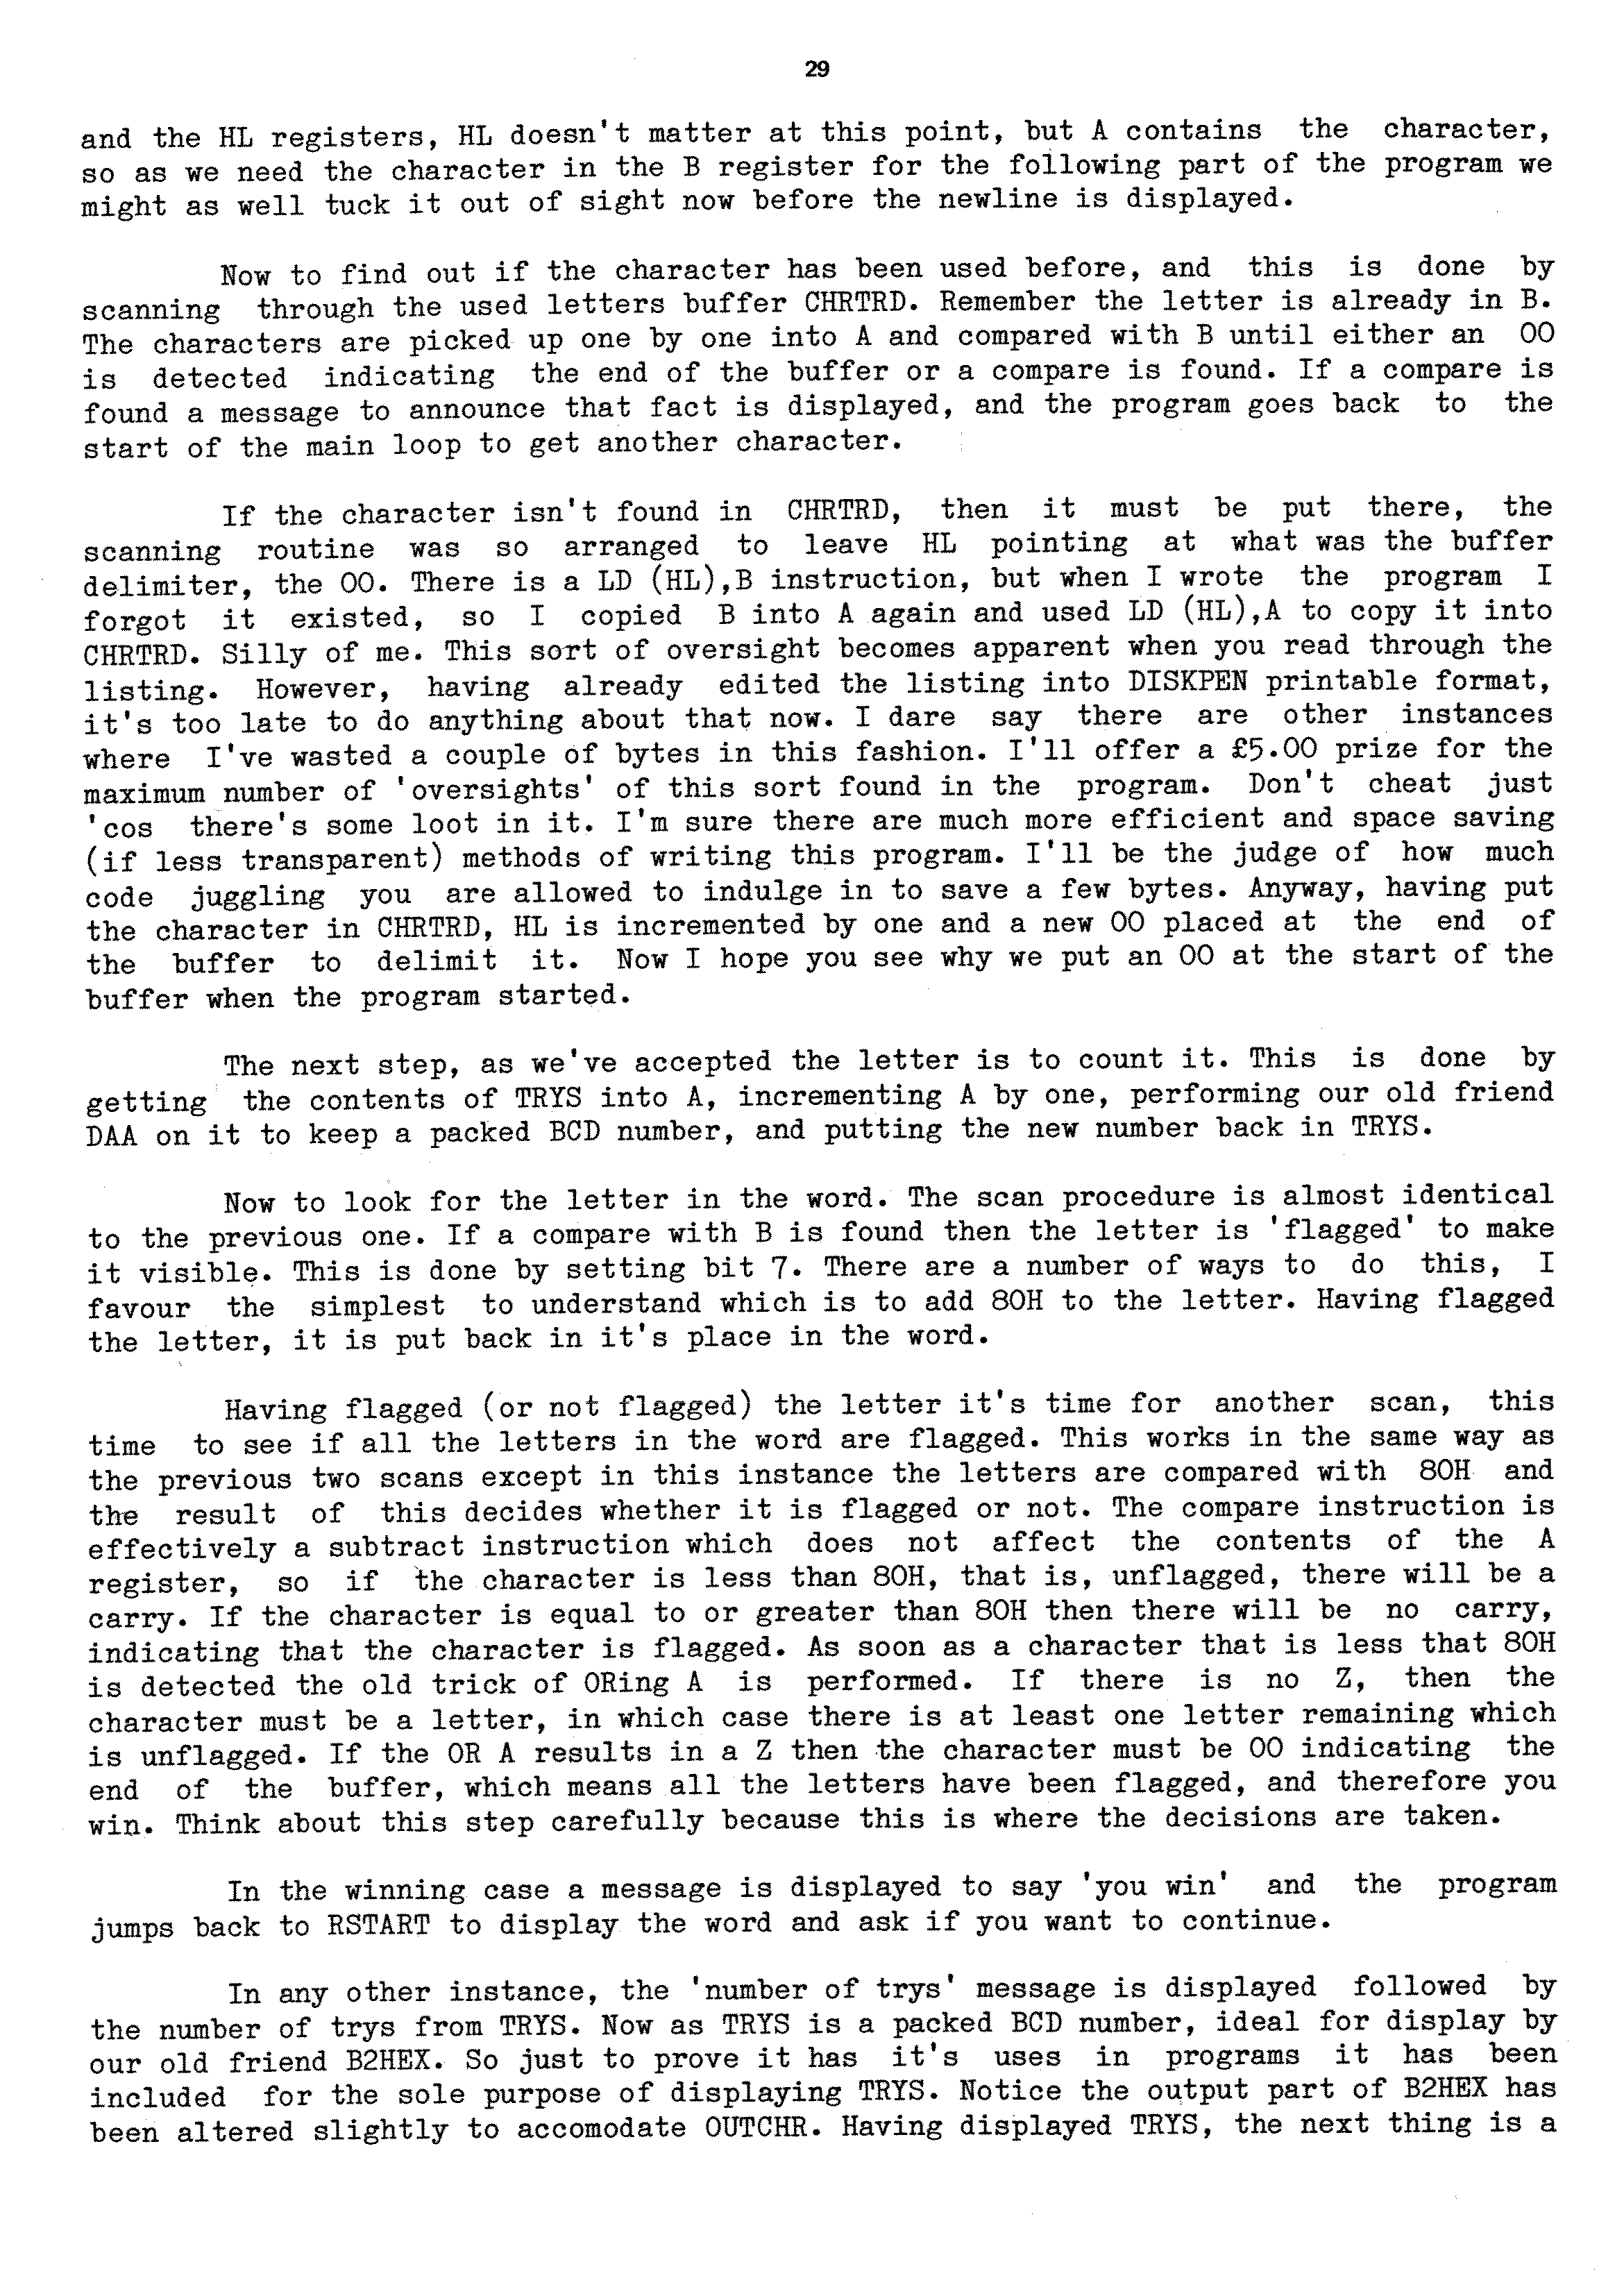 29
and the HL registers, HL doesn't matter at this point, but A contains the character,
so as we need the character in the B register for the following part of the program we
might as well tuck it out of sight now before the newline is displayed.
Now to find out if the character has been used before, and this is done by
scanning through the used letters buffer CHRTRD. Remember the letter is already in B.
The characters are picked up one by one into A and compared with B until either an 00
is detected indicating the end of the buffer or a compare is found. If a compare is
found a message to announce that fact is displayed, and the program goes back to the
start of the main loop to get another character.
If the character isn't found in CHRTRD, then it must be put there, the
scanning routine was so arranged to leave HL pointing at what was the buffer
delimiter, the 00. There is a LD (HL),B instruction, but when I wrote the program I
forgot it existed, so I copied B into A again and used LD (HL),A to copy it into
CHRTRD. Silly of me. This sort of oversight becomes apparent when you read through the
listing. However, having already edited the listing into DISKPEN printable format,
it's too late to do anything about that now. I dare say there are other instances
where I've wasted a couple of bytes in this fashion. I'll offer a £5.00 prize for the
maximum number of 'oversights' of this sort found in the program. Don't cheat just
'cos there's some loot in it. I'm sure there are much more efficient and space saving
(if less transparent) methods of writing this program. I'll be the judge of how much
code juggling you are allowed to indulge in to save a few bytes. Anyway, having put
the character in CHRTRD, HL is incremented by one and a new 00 placed at the end of
the buffer to delimit it. Now I hope you see why we put an 00 at the start of the
buffer when the program started.
The next step, as we've accepted the letter is to count it. This is done by
getting the contents of TRYS into A, incrementing A by one, performing our old friend
DAA on it to keep a packed BCD number, and putting the new number back in TRYS.
Now to look for the letter in the word. The scan procedure is almost identical
to the previous one. If a compare with B is found then the letter is 'flagged' to make
it visible. This is done by setting bit 7. There are a number of ways to do this, I
favour the simplest to understand which is to add 80H to the letter. Having flagged
the letter, it is put back in it's place in the word.
Having flagged (or not flagged) the letter it's time for another scan, this
time to see if all the letters in the word are flagged. This works in the same way as
the previous two scans except in this instance the letters are compared with 80H and
the result of this decides whether it is flagged or not. The compare instruction is
effectively a subtract instruction which does not affect the contents of the A
register, so if the character is less than 80H, that is, unflagged, there will be a
carry. If the character is equal to or greater than 80H then there will be no carry,
indicating that the character is flagged. As soon as a character that is less that 80H
is detected the old trick of ORing A is performed. If there is no Z, then the
character must be a letter, in which case there is at least one letter remaining which
is unflagged. If the OR A results in a Z then the character must be 00 indicating the
end of the buffer, which means all the letters have been flagged, and therefore you
win. Think about this step carefully because this is where the decisions are taken.
In the winning case a message is displayed to say 'you win' and the program
jumps back to RSTART to display the word and ask if you want to continue.
In any other instance, the 'number of trys' message is displayed followed by
the number of trys from TRYS. Now as TRYS is a packed BCD number, ideal for display by
our old friend B2HEX. So just to prove it has it's uses in programs it has been
included for the sole purpose of displaying TRYS. Notice the output part of B2HEX has
been altered slightly to accomodate OUTCHR. Having displayed TRYS, the next thing is a